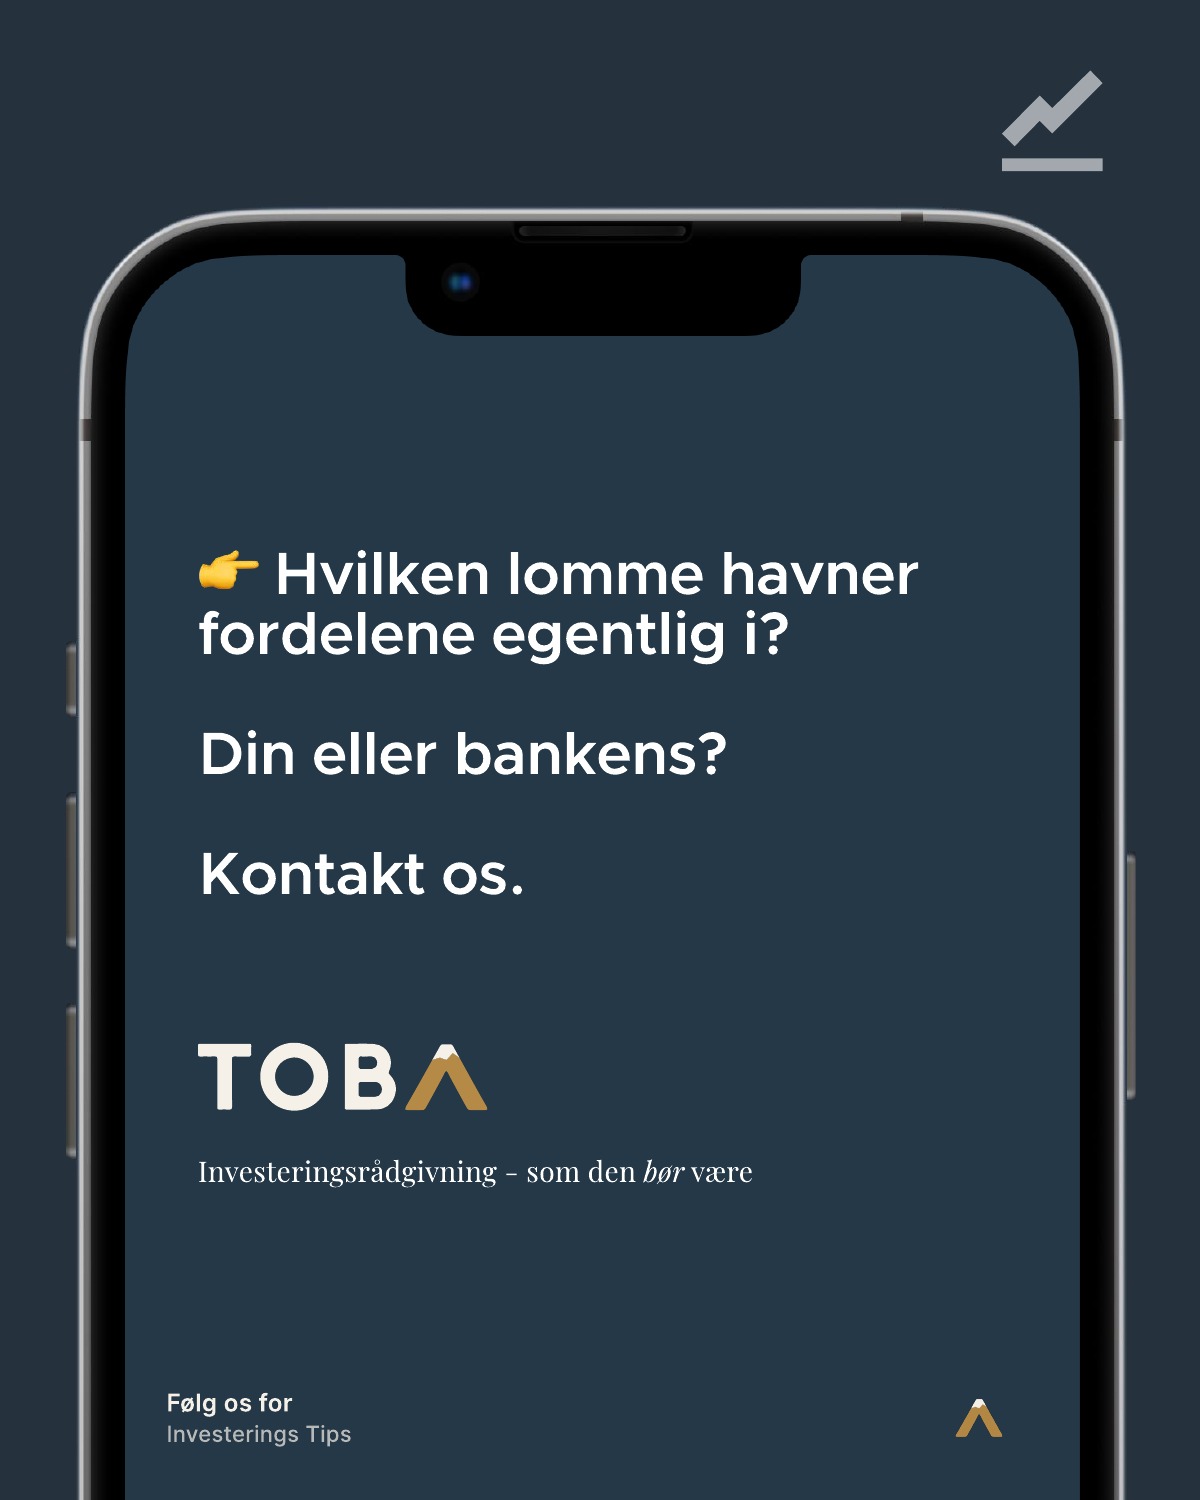 👉 Hvilken lomme havner
fordelene egentlig i?
Din eller bankens?
Kontakt os.
TOBA
Investeringsrådgivning - som den bør være
Følg os for
Investerings Tips